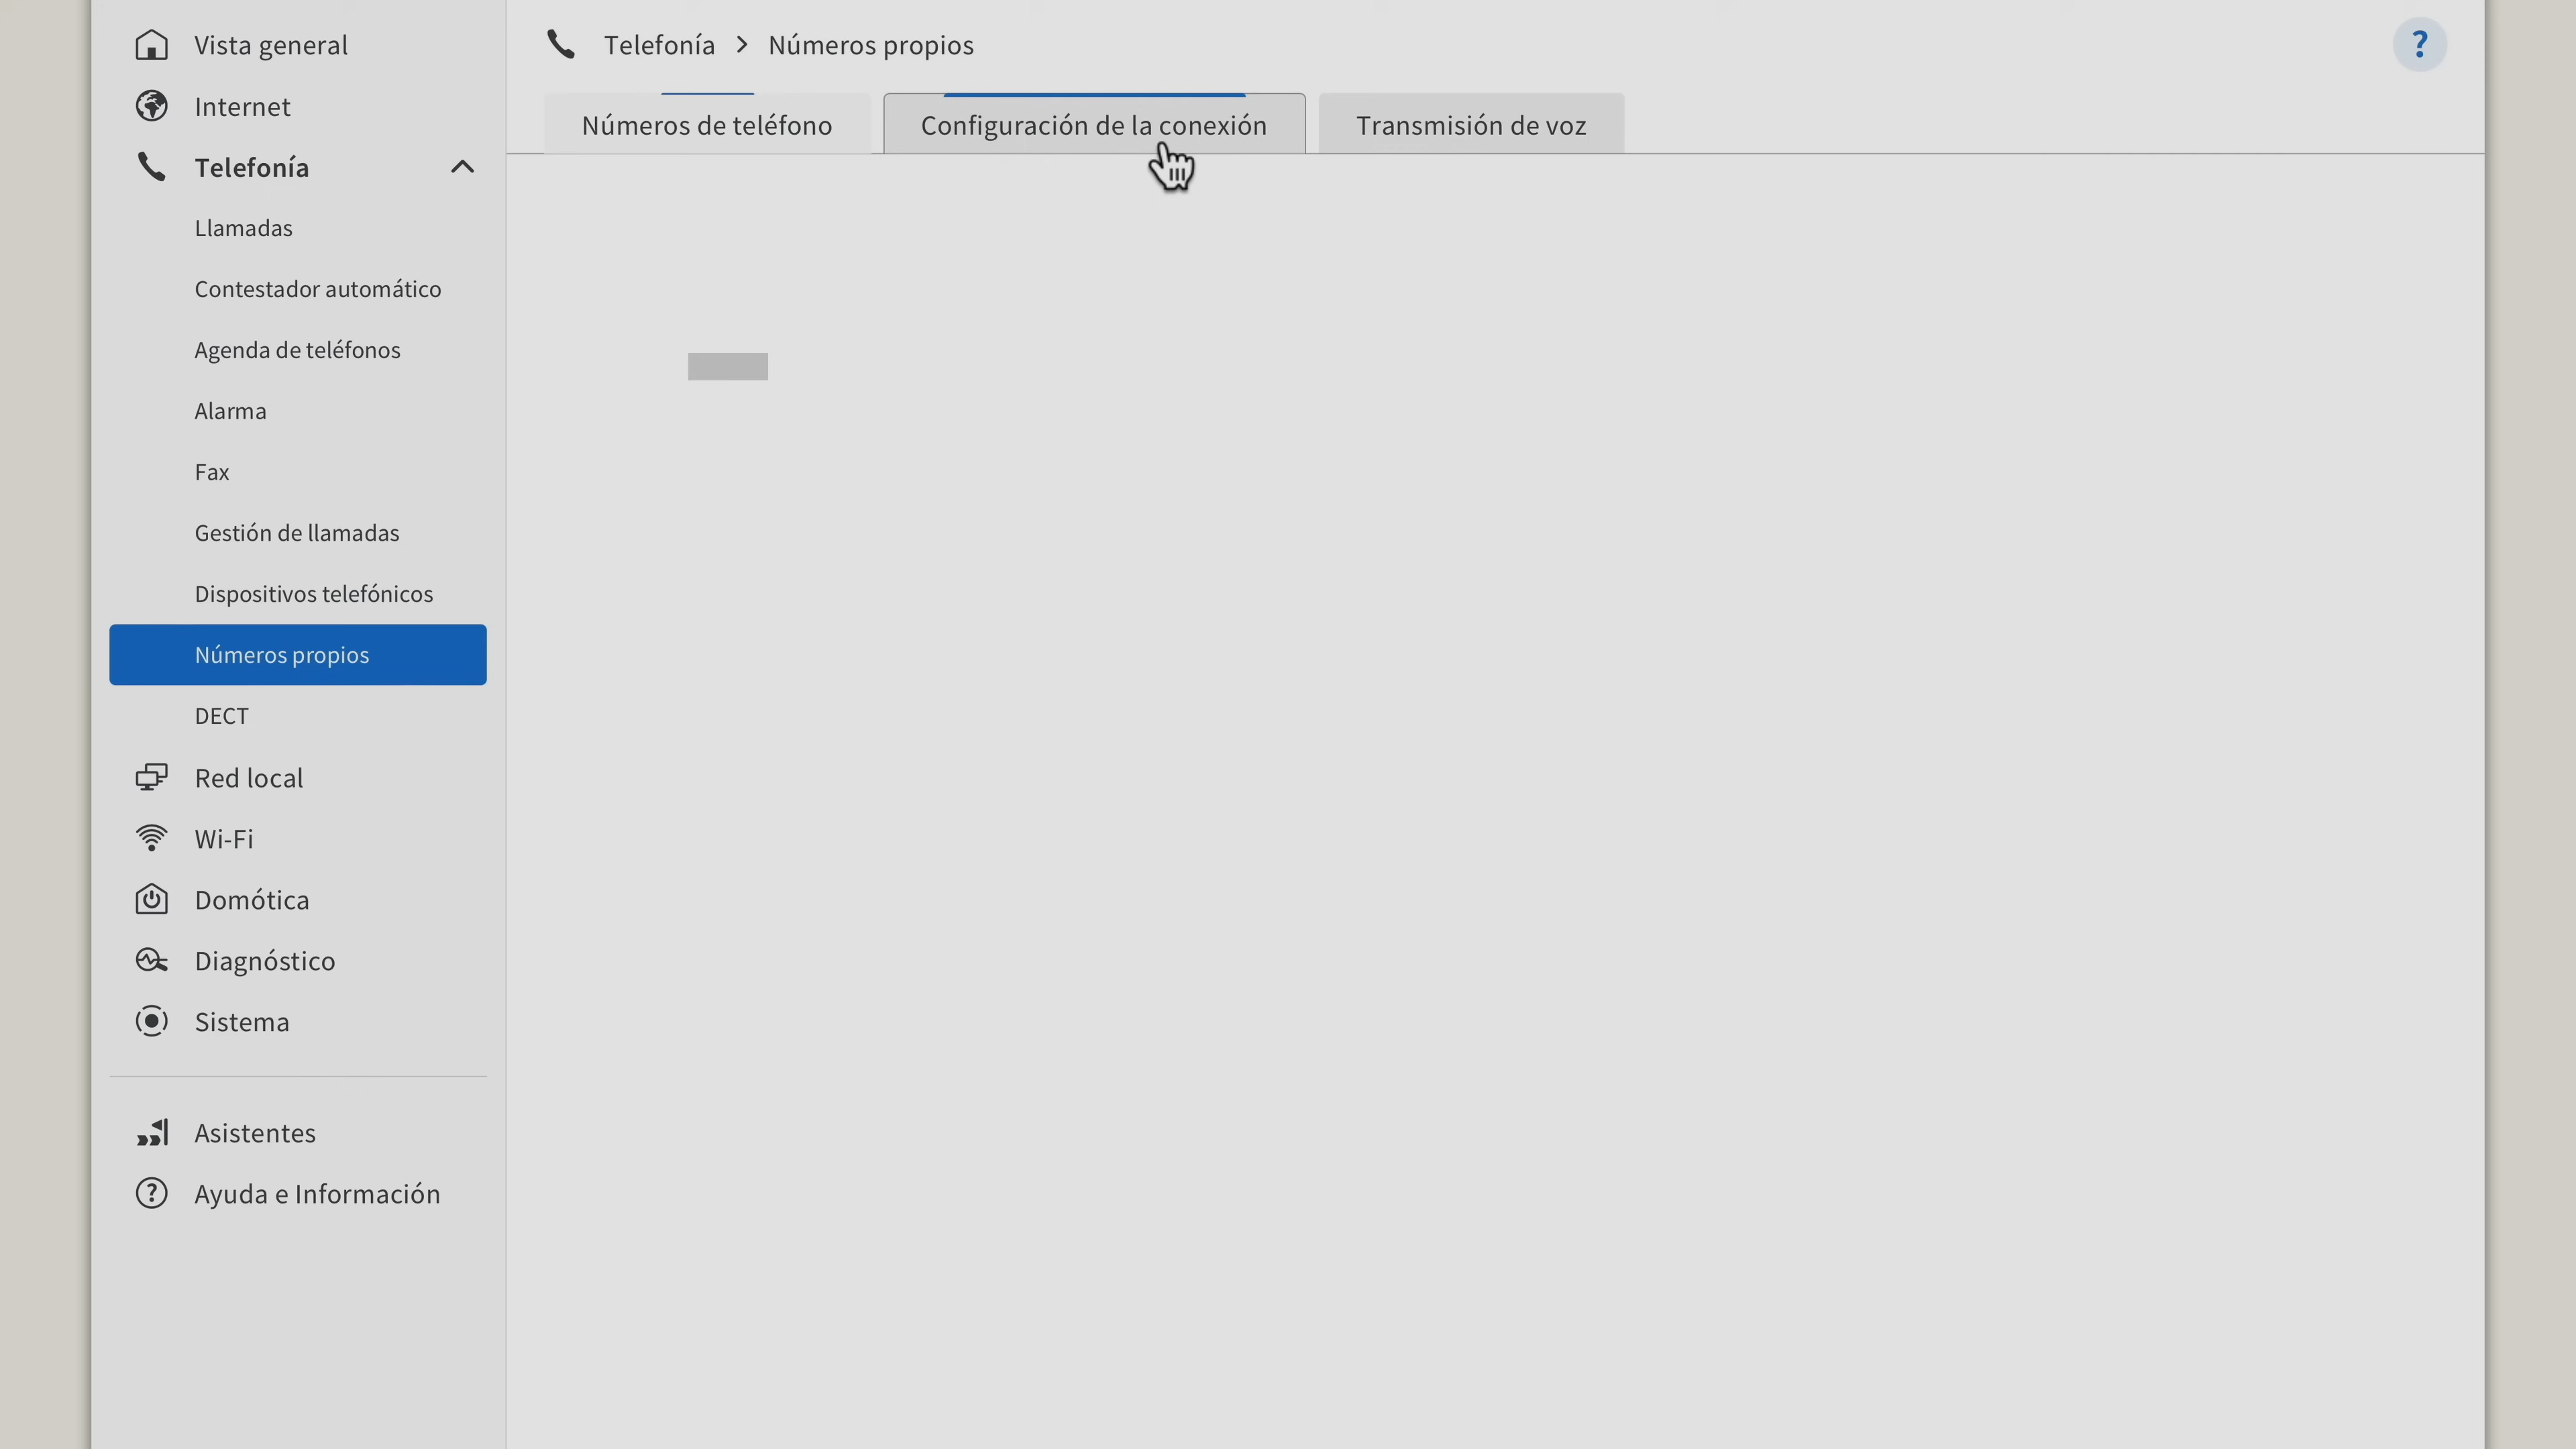 Vista general
Internet
Telefonía
Llamadas
Contestador automático
Agenda de teléfonos
Alarma
Fax
Gestión de llamadas
Dispositivos telefónicos
Números propios
DECT
Red local
Wi-Fi
Domótica
Diagnóstico
Sistema
Asistentes
Ayuda e Información
Telefonía > Números propios
?
Números de teléfono
Configuración de la conexión
Transmisión de voz